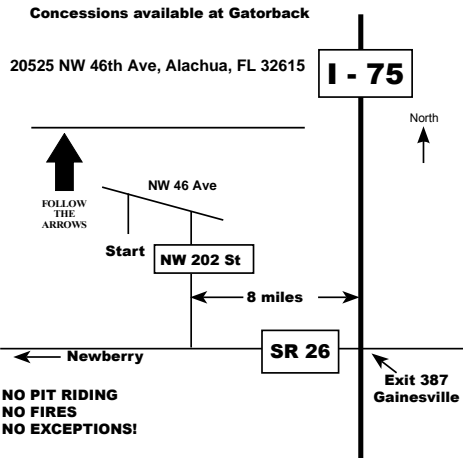 Concessions available at Gatorback
20525 NW 46th Ave, Alachua, FL 32615
I - 75
North
NW 46 Ave
FOLLOW
THE
ARROWS
Start
NW 202 St
8 miles
SR 26
Newberry
Exit 387
Gainesville
NO PIT RIDING
NO FIRES
NO EXCEPTIONS!